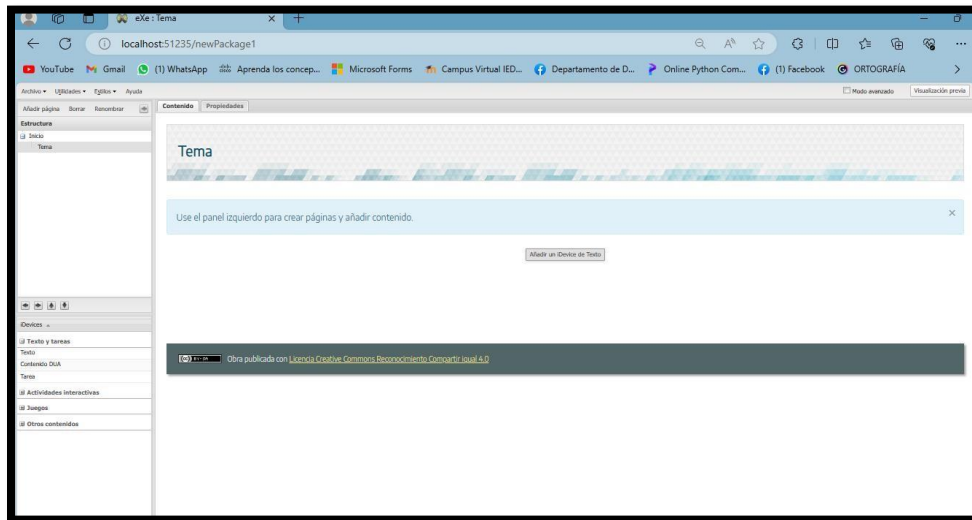 eXe : Tema
localhost:51235/newPackage1
YouTube Gmail (1) WhatsApp Aprenda los concep... Microsoft Forms Campus Virtual IED... Departamento de D... Online Python Com... (1) Facebook ORTOGRAFÍA
Archivo Utilidades Estilos Ayuda Modo avanzado Visualización previa
Añadir página Borrar Renombrar Contenido Propiedades
Estructura
Inicio
Tema
Tema
Use el panel izquierdo para crear páginas y añadir contenido.
Añadir un iDevice de Texto
iDevices
Texto y tareas
Texto
Contenido DUA
Tarea
Actividades interactivas
Juegos
Otros contenidos
Obra publicada con Licencia Creative Commons Reconocimiento Compartir igual 4.0